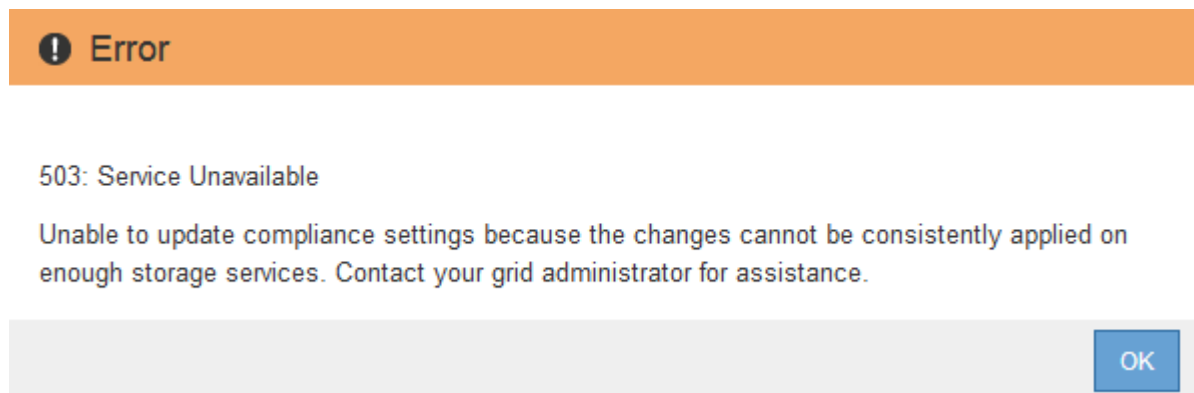 Error
503: Service Unavailable
Unable to update compliance settings because the changes cannot be consistently applied on
enough storage services. Contact your grid administrator for assistance.
OK